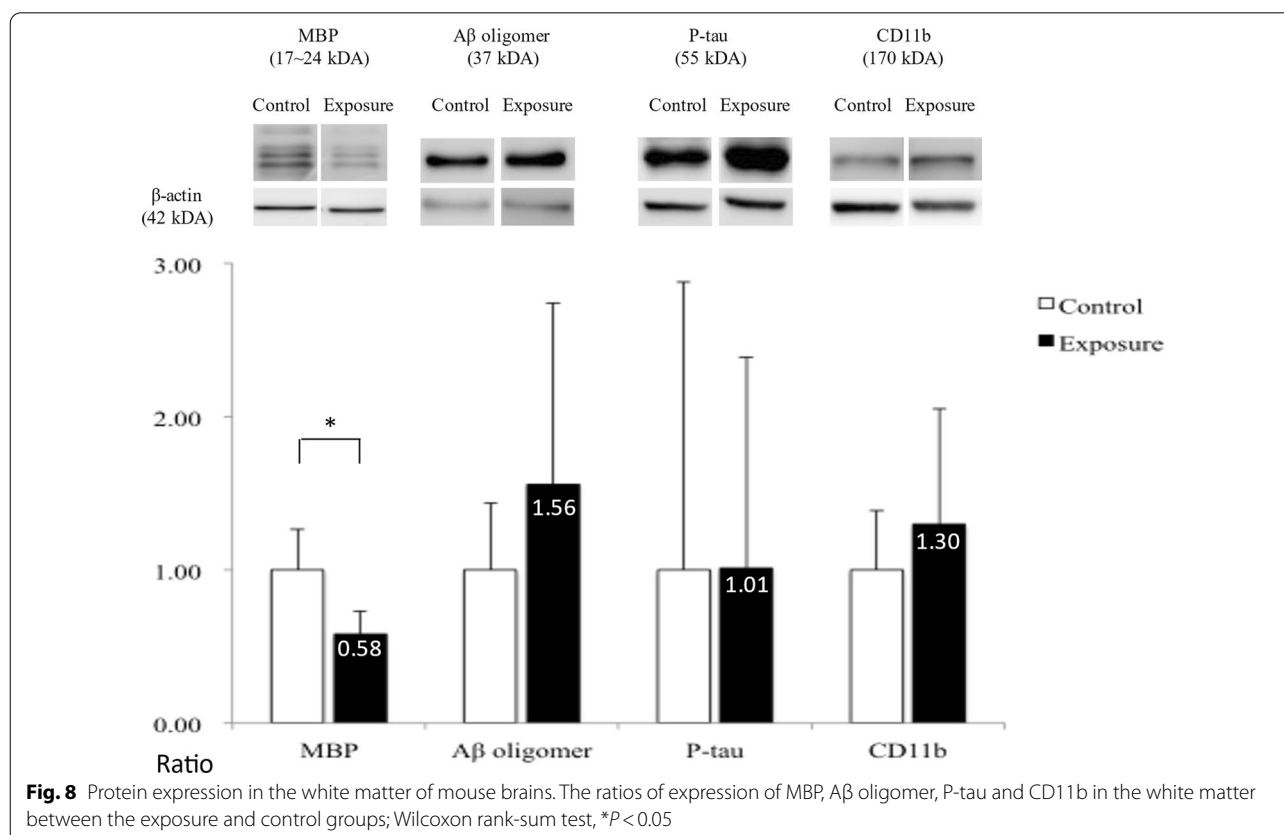 MBP Aβ oligomer P-tau CD11b
(17~24 kDA) (37 kDA) (55 kDA) (170 kDA)
Control Exposure Control Exposure Control Exposure Control Exposure
β-actin
(42 kDA)
3.00
2.00
1.00
0.00
Control
Exposure
*
0.58
1.56
1.01
1.30
Ratio
MBP Aβ oligomer P-tau CD11b
Fig. 8 Protein expression in the white matter of mouse brains. The ratios of expression of MBP, Aβ oligomer, P-tau and CD11b in the white matter
between the exposure and control groups; Wilcoxon rank-sum test, *P < 0.05